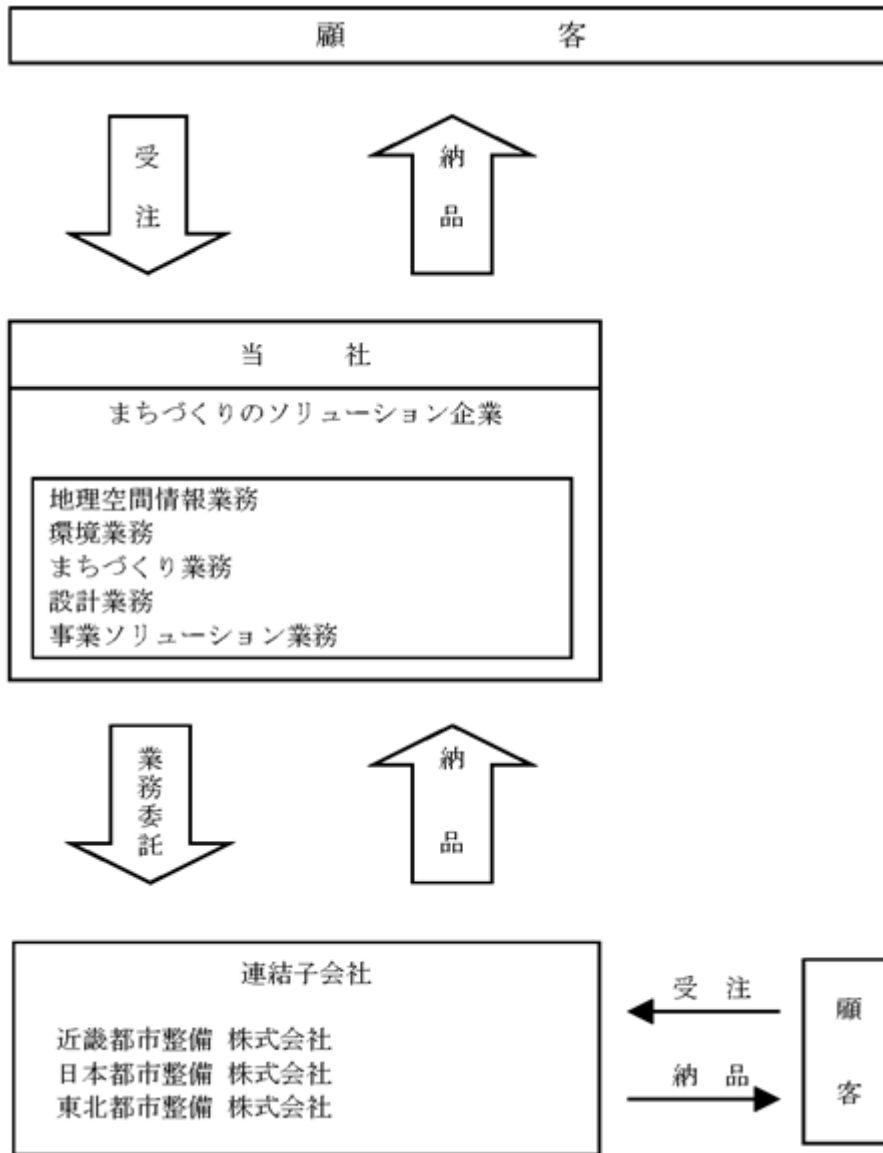 顧客
受注
納品
当社
まちづくりのソリューション企業
地理空間情報業務
環境業務
まちづくり業務
設計業務
事業ソリューション業務
業務委託
納品
連結子会社
近畿都市整備 株式会社
日本都市整備 株式会社
東北都市整備 株式会社
受注
納品
顧客